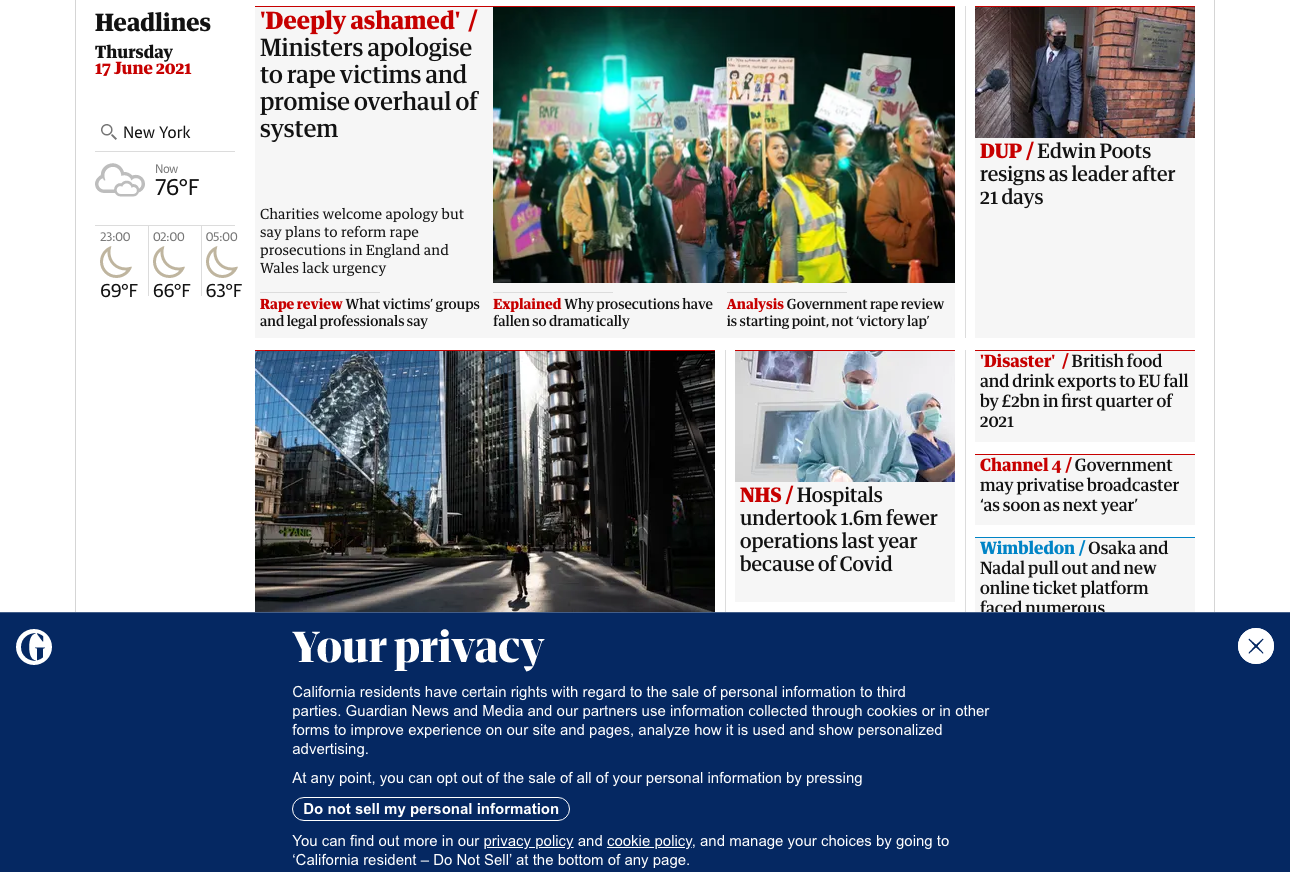 Headlines
Thursday
17 June 2021
New York
Now
76°F
23:00
02:00
05:00
69°F
66°F
63°F
'Deeply ashamed' /
Ministers apologise
to rape victims and
promise overhaul of
system
Charities welcome apology but
say plans to reform rape
prosecutions in England and
Wales lack urgency
Rape review What victims’ groups
and legal professionals say
Explained Why prosecutions have
fallen so dramatically
Analysis Government rape review
is starting point, not ‘victory lap’
DUP / Edwin Poots
resigns as leader after
21 days
NHS / Hospitals
undertook 1.6m fewer
operations last year
because of Covid
'Disaster' / British food
and drink exports to EU fall
by £2bn in first quarter of
2021
Channel 4 / Government
may privatise broadcaster
‘as soon as next year’
Wimbledon / Osaka and
Nadal pull out and new
online ticket platform
faced numerous
Your privacy
California residents have certain rights with regard to the sale of personal information to third
parties. Guardian News and Media and our partners use information collected through cookies or in other
forms to improve experience on our site and pages, analyze how it is used and show personalized
advertising.
At any point, you can opt out of the sale of all of your personal information by pressing
Do not sell my personal information
You can find out more in our privacy policy and cookie policy, and manage your choices by going to
‘California resident – Do Not Sell’ at the bottom of any page.